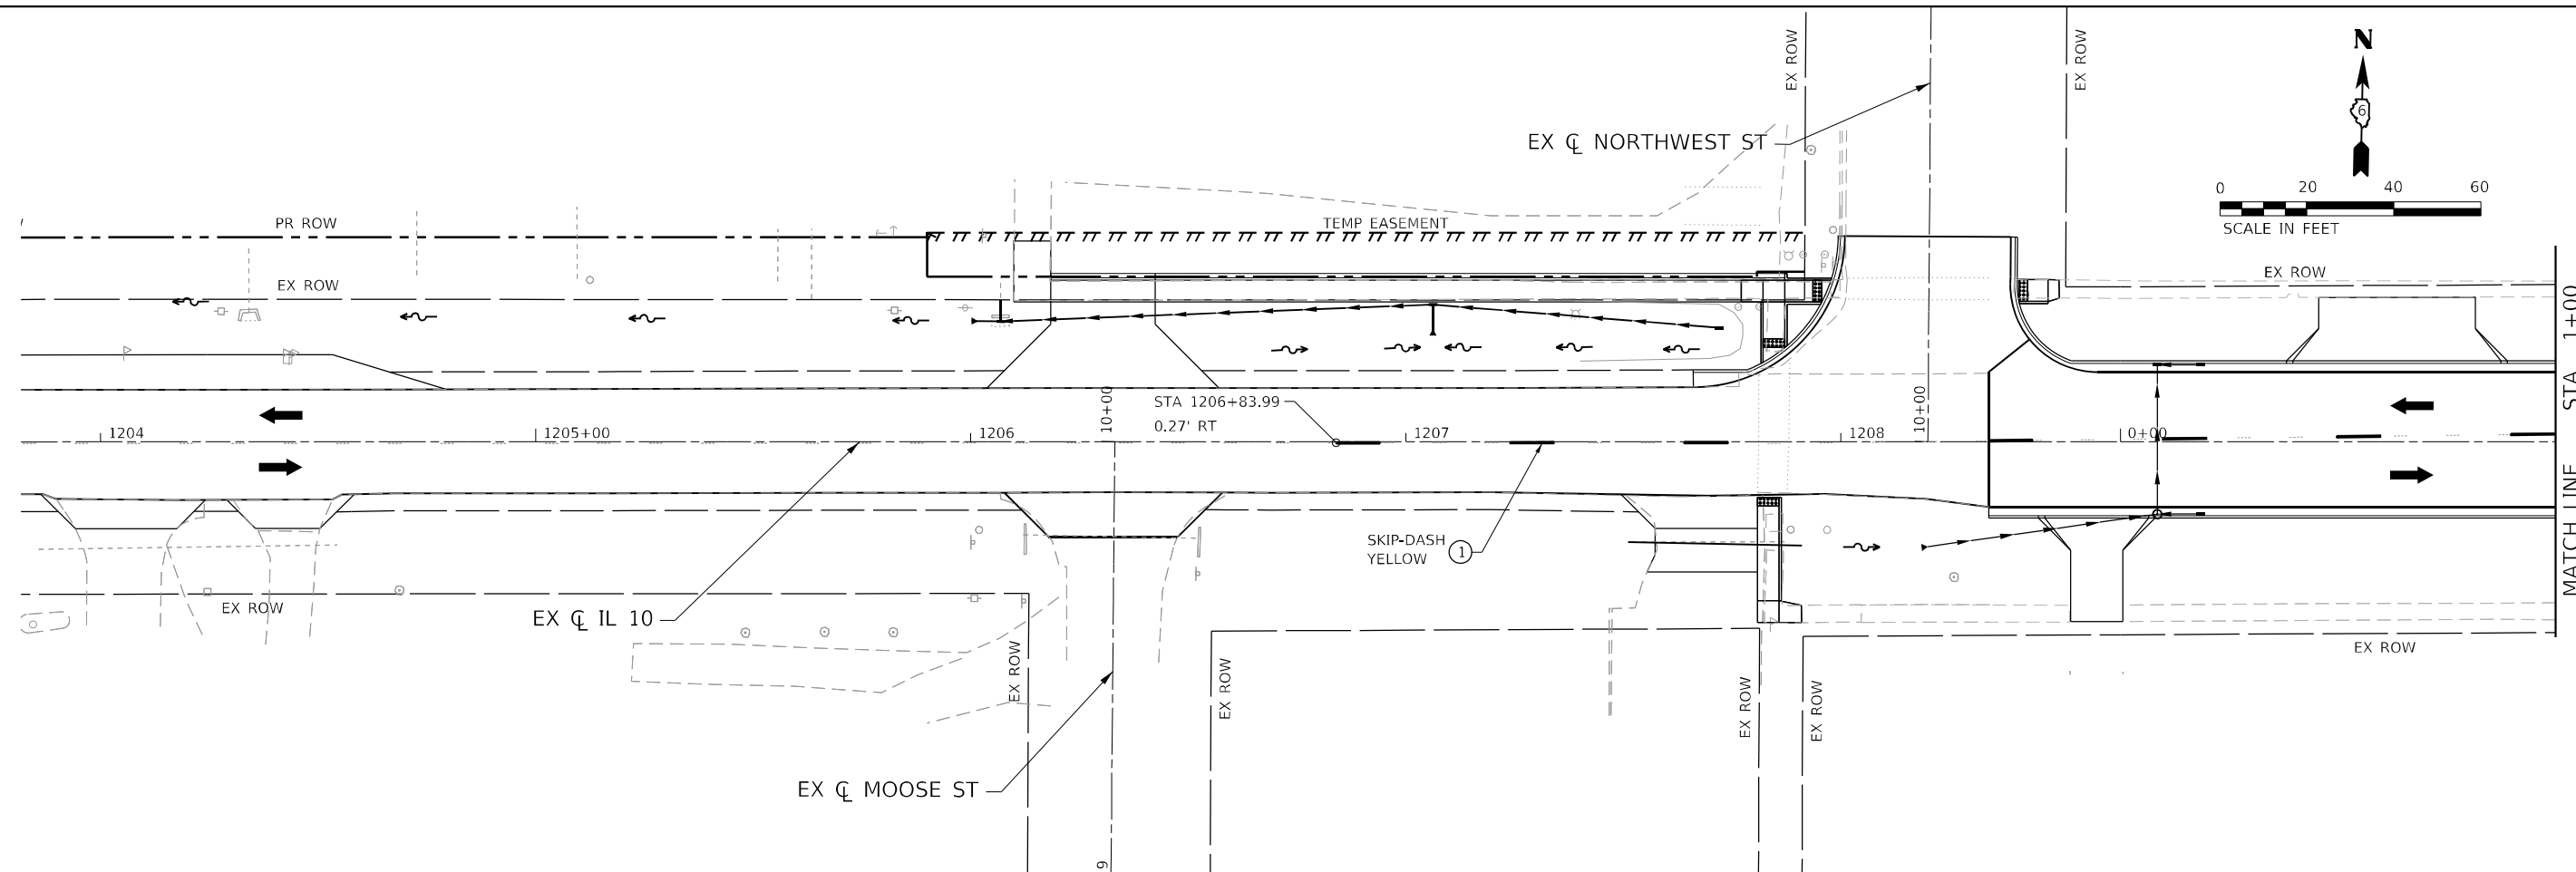 EX ROW
EX ROW
N
6
EX ℄ NORTHWEST ST
0 20 40 60
SCALE IN FEET
PR ROW
TEMP EASEMENT
EX ROW
EX ROW
MATCH LINE STA 1+00
STA 1206+83.99
0.27' RT
10+00
10+00
1204
1205+00
1206
1207
1208
0+00
SKIP-DASH
YELLOW
1
EX ROW
EX ℄ IL 10
EX ROW
EX ROW
EX ROW
EX ROW
EX ROW
EX ℄ MOOSE ST
9